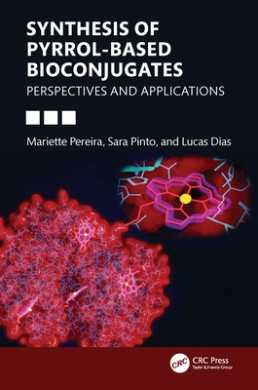 SYNTHESIS OF
PYRROL-BASED
BIOCONJUGATES
PERSPECTIVES AND APPLICATIONS
Mariette Pereira, Sara Pinto, and Lucas Dias
CRC
CRC Press
Taylor & Francis Group